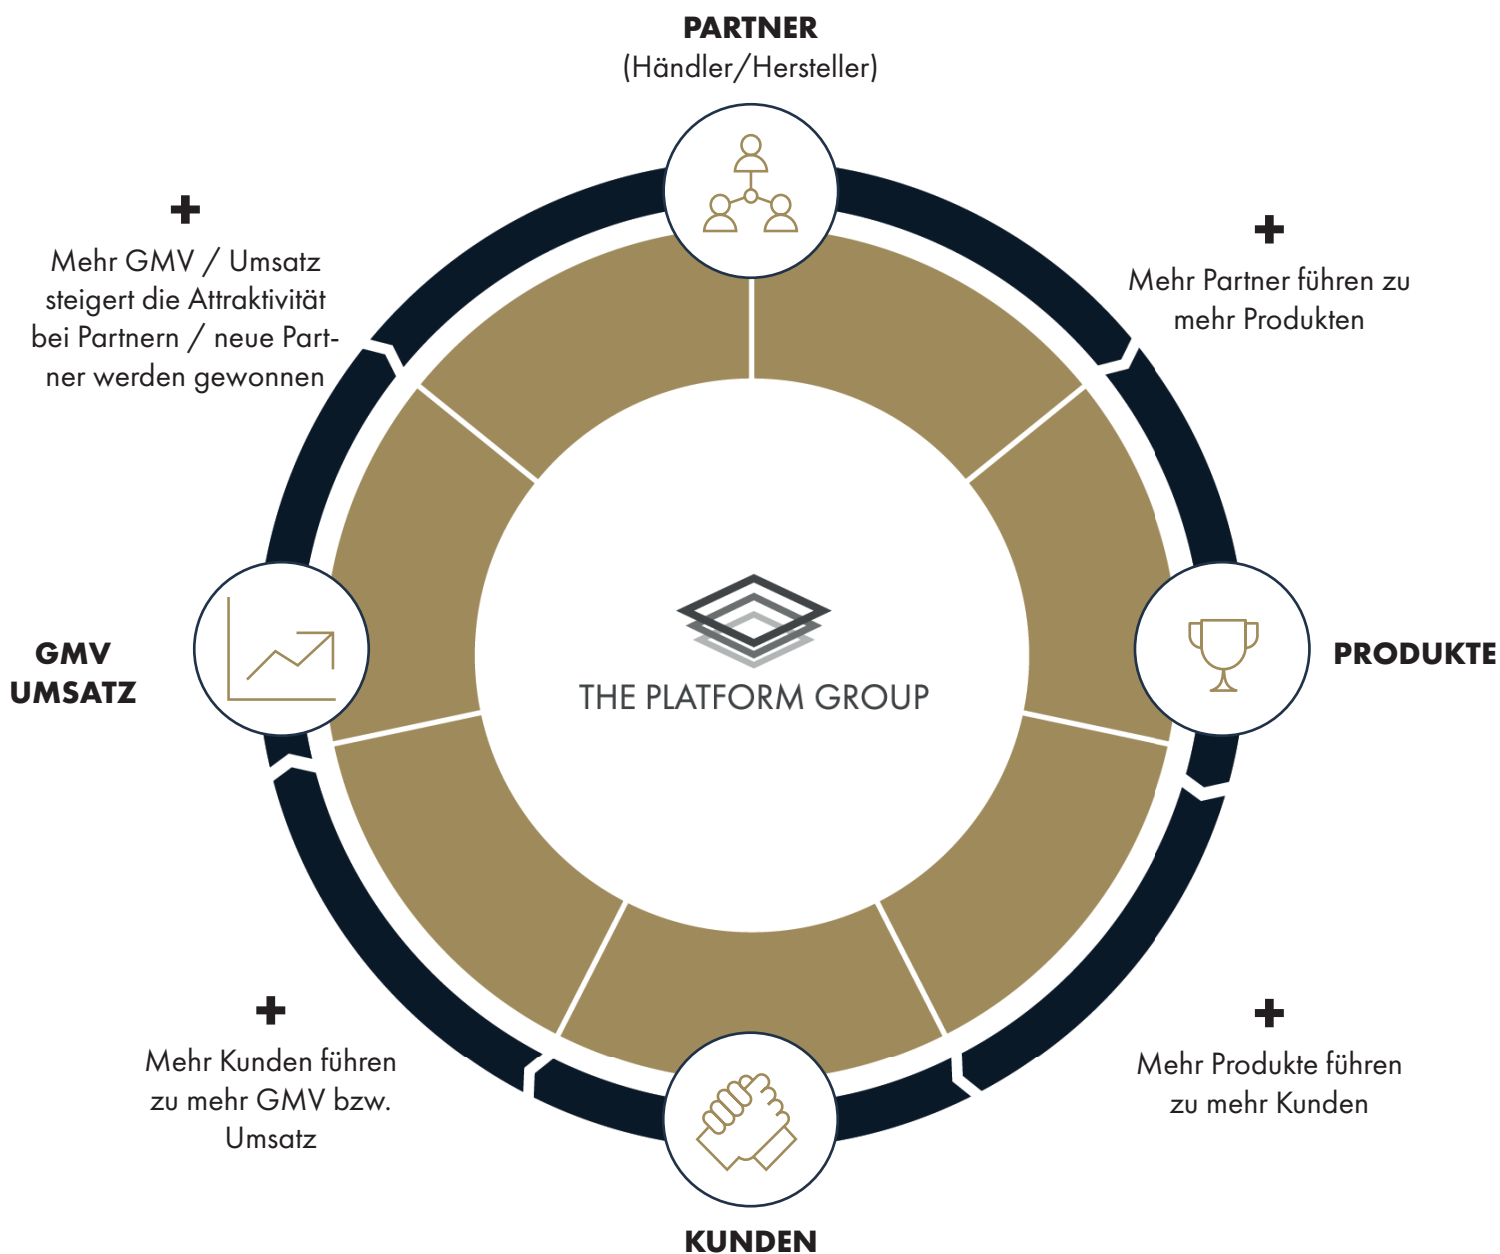 PARTNER
(Händler/Hersteller)
+
Mehr GMV / Umsatz
steigert die Attraktivität
bei Partnern / neue Part-
ner werden gewonnen
+
Mehr Partner führen zu
mehr Produkten
GMV
UMSATZ
THE PLATFORM GROUP
PRODUKTE
+
Mehr Kunden führen
zu mehr GMV bzw.
Umsatz
+
Mehr Produkte führen
zu mehr Kunden
KUNDEN